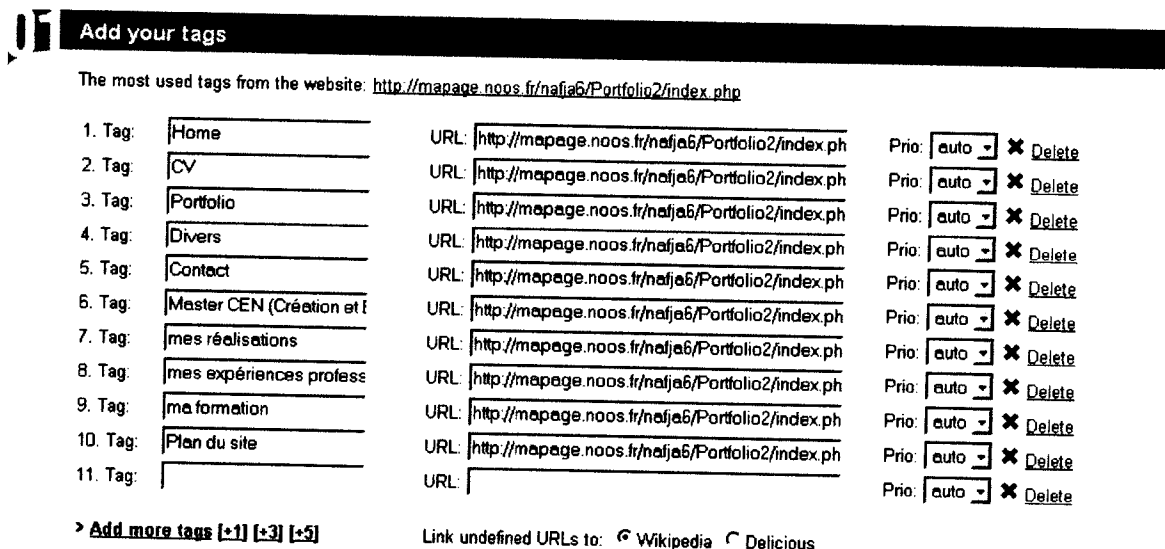 01 Add your tags
The most used tags from the website: http://mapage.noos.fr/nafja6/Portfolio2/index.php
1. Tag: Home URL: http://mapage.noos.fr/nafja6/Portfolio2/index.ph Prio: auto Delete
2. Tag: CV URL: http://mapage.noos.fr/nafja6/Portfolio2/index.ph Prio: auto Delete
3. Tag: Portfolio URL: http://mapage.noos.fr/nafja6/Portfolio2/index.ph Prio: auto Delete
4. Tag: Divers URL: http://mapage.noos.fr/nafja6/Portfolio2/index.ph Prio: auto Delete
5. Tag: Contact URL: http://mapage.noos.fr/nafja6/Portfolio2/index.ph Prio: auto Delete
6. Tag: Master CEN (Création et E URL: http://mapage.noos.fr/nafja6/Portfolio2/index.ph Prio: auto Delete
7. Tag: mes réalisations URL: http://mapage.noos.fr/nafja6/Portfolio2/index.ph Prio: auto Delete
8. Tag: mes expériences profess URL: http://mapage.noos.fr/nafja6/Portfolio2/index.ph Prio: auto Delete
9. Tag: ma formation URL: http://mapage.noos.fr/nafja6/Portfolio2/index.ph Prio: auto Delete
10. Tag: Plan du site URL: http://mapage.noos.fr/nafja6/Portfolio2/index.ph Prio: auto Delete
11. Tag: URL: Prio: auto Delete
> Add more tags [+1] [+3] [+5] Link undefined URLs to: Wikipedia Delicious